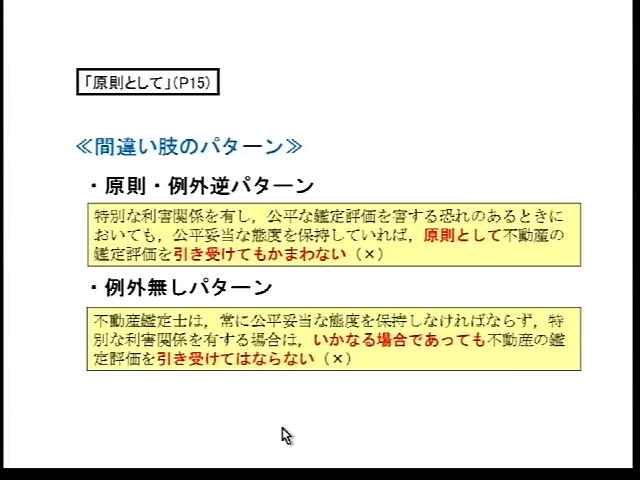 「原則として」(P15)
≪間違い肢のパターン≫
・原則・例外逆パターン
特別な利害関係を有し，公平な鑑定評価を害する恐れのあるときに
おいても，公平妥当な態度を保持していれば，原則として不動産の
鑑定評価を引き受けてもかまわない（×）
・例外無しパターン
不動産鑑定士は，常に公平妥当な態度を保持しなければならず，特
別な利害関係を有する場合は，いかなる場合であっても不動産の鑑
定評価を引き受けてはならない（×）